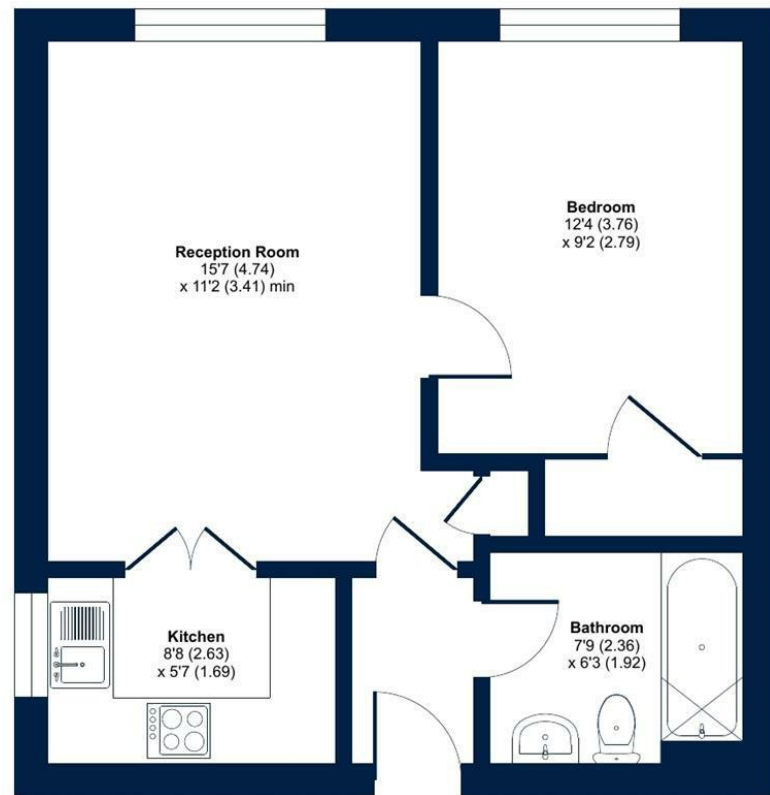 Reception Room
15'7 (4.74)
x 11'2 (3.41) min
Bedroom
12'4 (3.76)
x 9'2 (2.79)
Kitchen
8'8 (2.63)
x 5'7 (1.69)
Bathroom
7'9 (2.36)
x 6'3 (1.92)